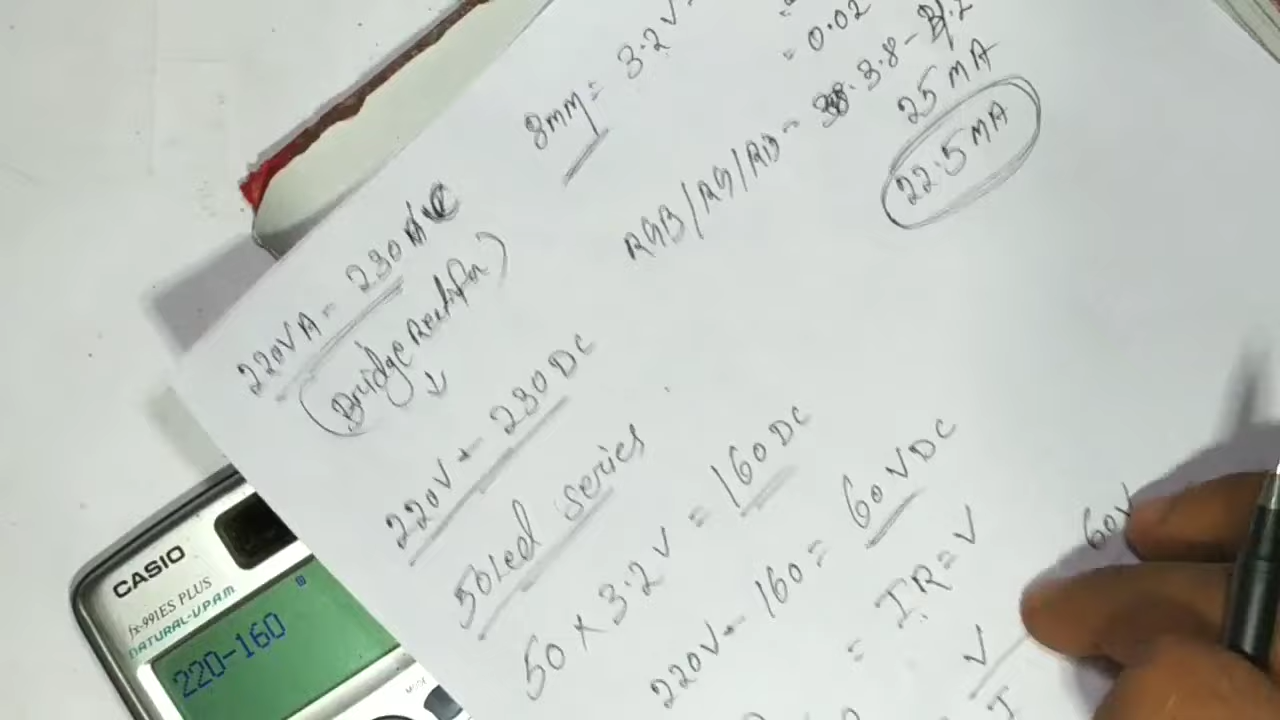 8mm = 3.2V-
= 0.02
RGB/RG/RB - 3.8 -
25 MA
22.5 MA
220VA - 230
(Bridge Rectifier)
↓
220V - 230 DC
50 Led series
50 x 3.2V = 160 DC
220V - 160 = 60 VDC
= IR = V
V
I
60V
CASIO
fx-991ES PLUS
NATURAL-V.P.A.M.
220-160
MODE